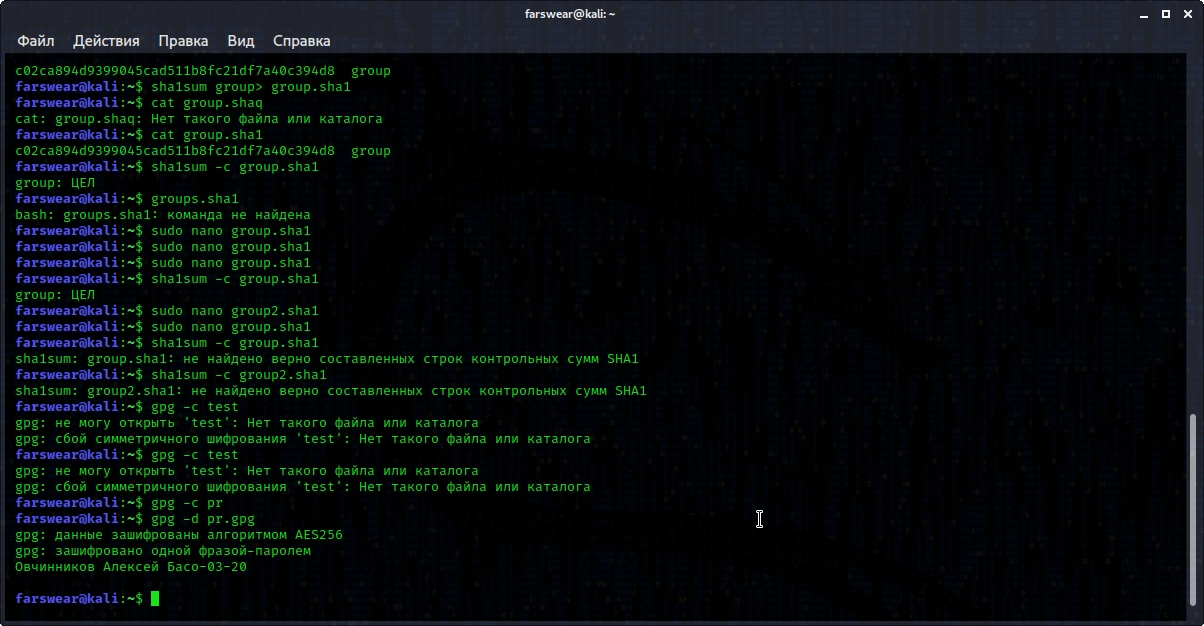 farswear@kali: ~
Файл Действия Правка Вид Справка
c02ca894d9399045cad511b8fc21df7a40c394d8  group
farswear@kali:~$ sha1sum group> group.sha1
farswear@kali:~$ cat group.shaq
cat: group.shaq: Нет такого файла или каталога
farswear@kali:~$ cat group.sha1
c02ca894d9399045cad511b8fc21df7a40c394d8  group
farswear@kali:~$ sha1sum -c group.sha1
group: ЦЕЛ
farswear@kali:~$ groups.sha1
bash: groups.sha1: команда не найдена
farswear@kali:~$ sudo nano group.sha1
farswear@kali:~$ sudo nano group.sha1
farswear@kali:~$ sudo nano group.sha1
farswear@kali:~$ sha1sum -c group.sha1
group: ЦЕЛ
farswear@kali:~$ sudo nano group2.sha1
farswear@kali:~$ sudo nano group.sha1
farswear@kali:~$ sha1sum -c group.sha1
sha1sum: group.sha1: не найдено верно составленных строк контрольных сумм SHA1
farswear@kali:~$ sha1sum -c group2.sha1
sha1sum: group2.sha1: не найдено верно составленных строк контрольных сумм SHA1
farswear@kali:~$ gpg -c test
gpg: не могу открыть 'test': Нет такого файла или каталога
gpg: сбой симметричного шифрования 'test': Нет такого файла или каталога
farswear@kali:~$ gpg -c test
gpg: не могу открыть 'test': Нет такого файла или каталога
gpg: сбой симметричного шифрования 'test': Нет такого файла или каталога
farswear@kali:~$ gpg -c pr
farswear@kali:~$ gpg -d pr.gpg
gpg: данные зашифрованы алгоритмом AES256
gpg: зашифровано одной фразой-паролем
Овчинников Алексей Басо-03-20
farswear@kali:~$